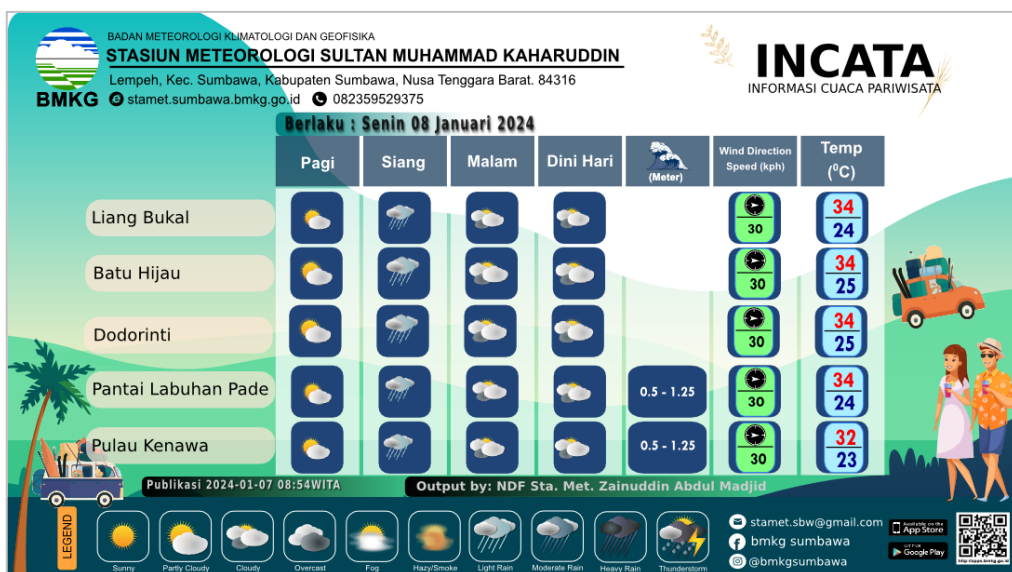 BADAN METEOROLOGI KLIMATOLOGI DAN GEOFISIKA
STASIUN METEOROLOGI SULTAN MUHAMMAD KAHARUDDIN
Lempeh, Kec. Sumbawa, Kabupaten Sumbawa, Nusa Tenggara Barat. 84316
BMKG stamet.sumbawa.bmkg.go.id 082359529375
INCATA
INFORMASI CUACA PARIWISATA
Berlaku : Senin 08 Januari 2024
Pagi Siang Malam Dini Hari (Meter) Wind Direction Speed (kph) Temp (⁰C)
Liang Bukal 30 34 24
Batu Hijau 30 34 25
Dodorinti 30 34 25
Pantai Labuhan Pade 0.5 - 1.25 30 34 24
Pulau Kenawa 0.5 - 1.25 30 32 23
Publikasi 2024-01-07 08:54WITA Output by: NDF Sta. Met. Zainuddin Abdul Madjid
LEGEND
Sunny Partly Cloudy Cloudy Overcast Fog Hazy/Smoke Light Rain Moderate Rain Heavy Rain Thunderstorm
stamet.sbw@gmail.com
bmkg sumbawa
@bmkgsumbawa
Available on the
App Store
Google Play